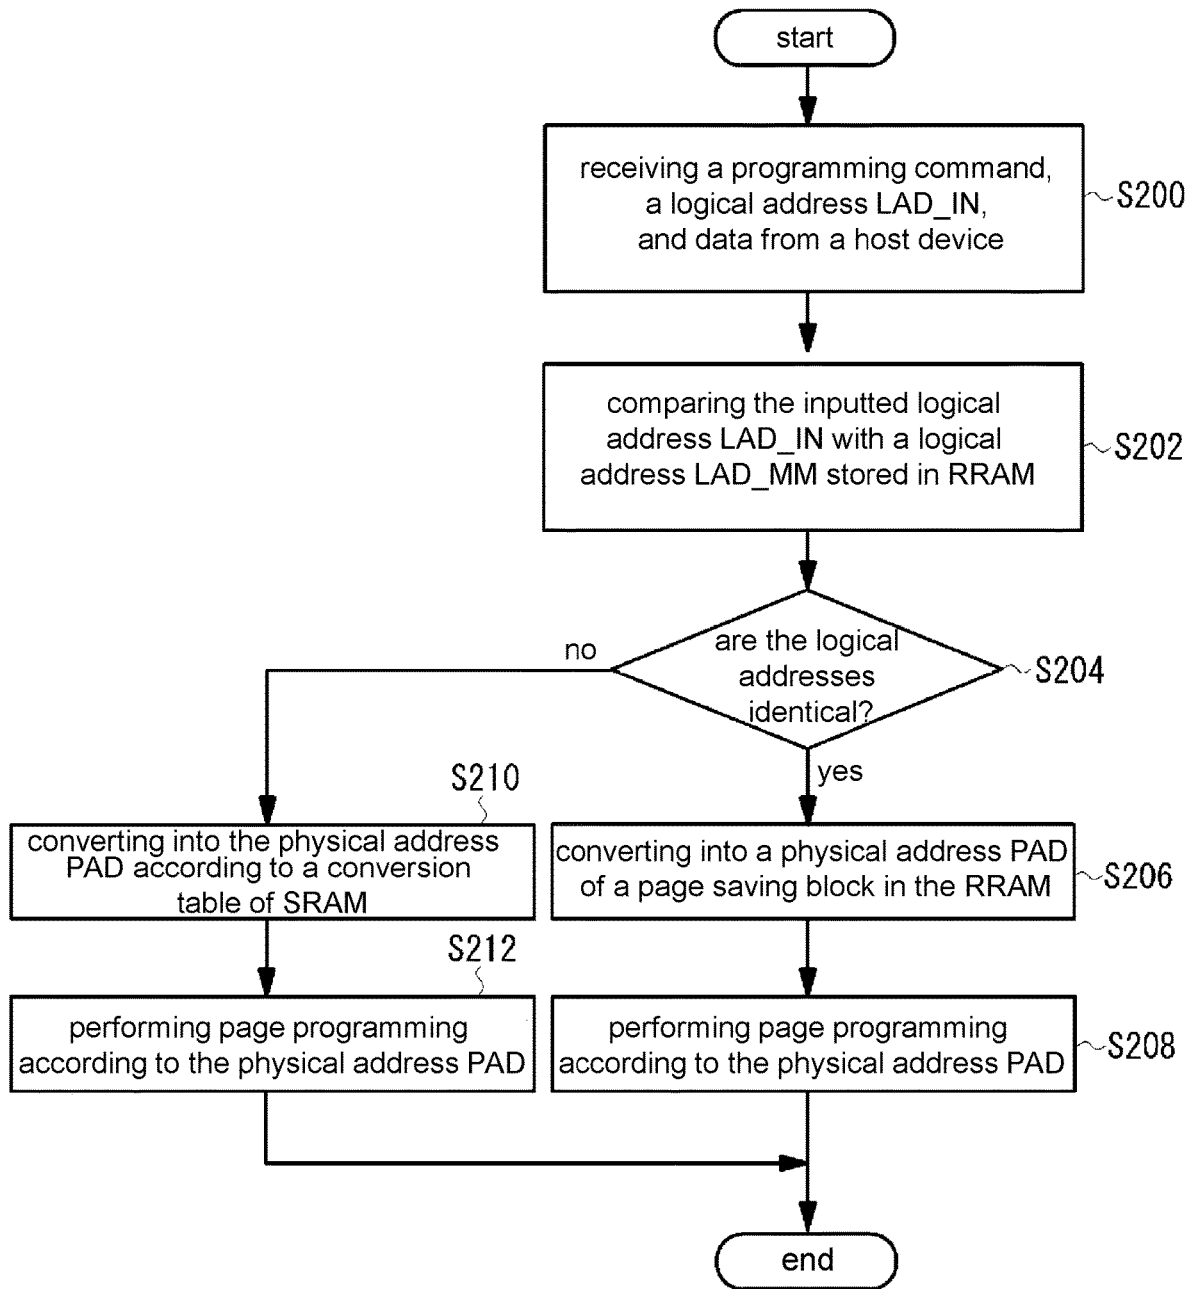 start
receiving a programming command,
a logical address LAD_IN,
and data from a host device
S200
comparing the inputted logical
address LAD_IN with a logical
address LAD_MM stored in RRAM
S202
are the logical
addresses
identical?
S204
no
yes
S210
converting into the physical address
PAD according to a conversion
table of SRAM
converting into a physical address PAD
of a page saving block in the RRAM
S206
S212
performing page programming
according to the physical address PAD
performing page programming
according to the physical address PAD
S208
end